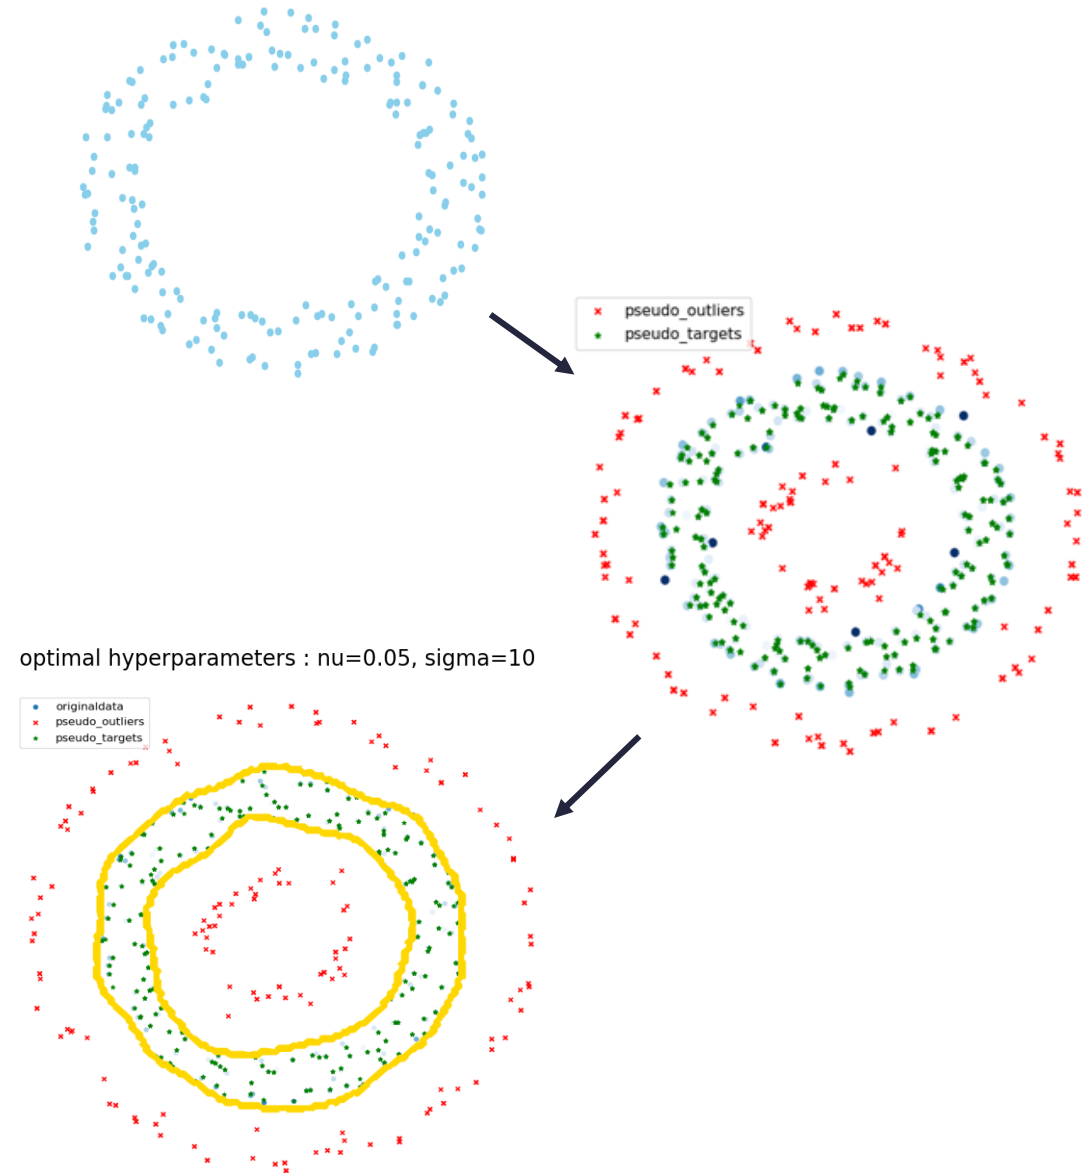 pseudo_outliers
pseudo_targets
optimal hyperparameters : nu=0.05, sigma=10
originaldata
pseudo_outliers
pseudo_targets